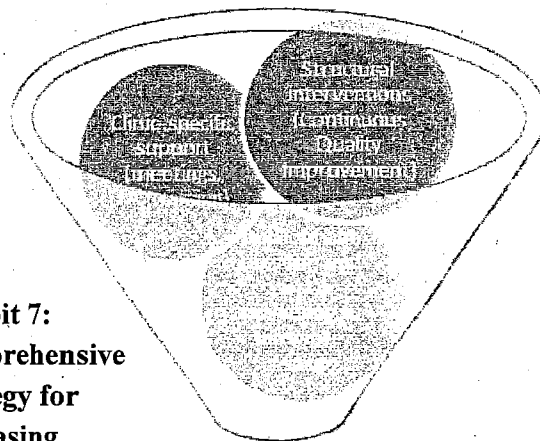 Structural
Interventions
(Continuous
Quality
Improvement)
Clinic-specific
support
(meetings,
bit 7:
prehensive
egy for
asing